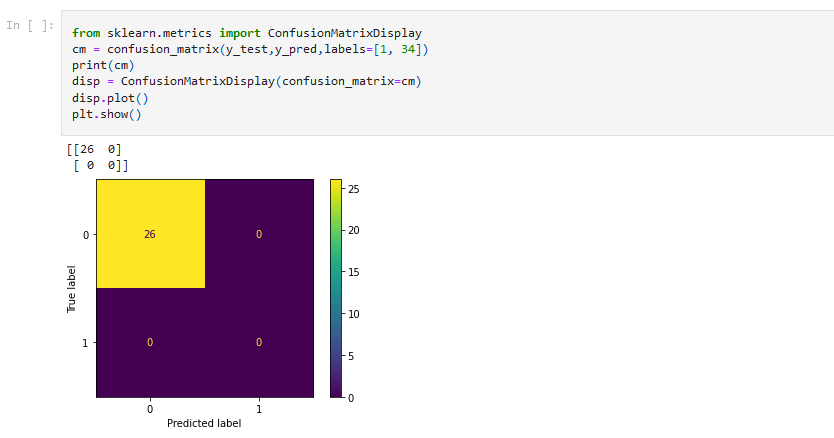 In [ ]:
from sklearn.metrics import ConfusionMatrixDisplay
cm = confusion_matrix(y_test,y_pred,labels=[1, 34])
print(cm)
disp = ConfusionMatrixDisplay(confusion_matrix=cm)
disp.plot()
plt.show()
[[26  0]
 [ 0  0]]
0
1
True label
26
0
0
0
0
1
Predicted label
25
20
15
10
5
0